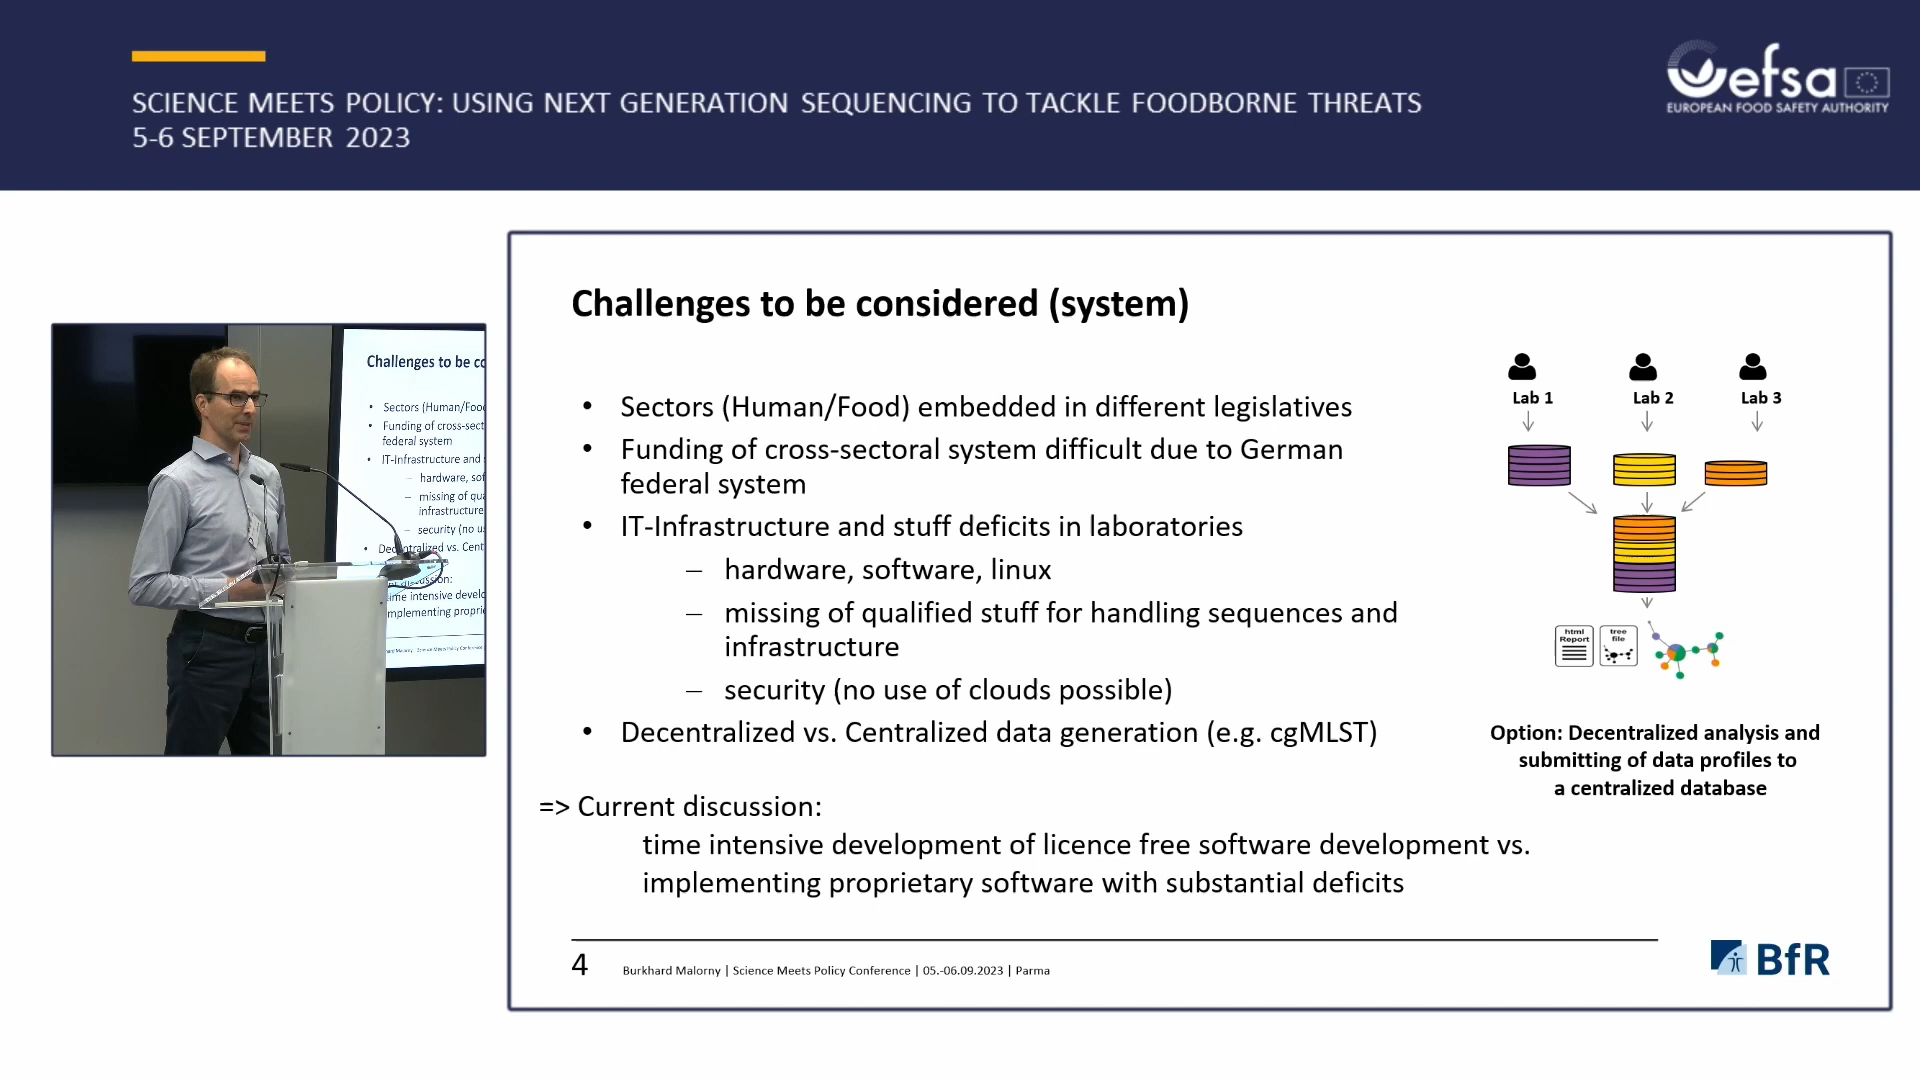 SCIENCE MEETS POLICY: USING NEXT GENERATION SEQUENCING TO TACKLE FOODBORNE THREATS
5-6 SEPTEMBER 2023
efsa
EUROPEAN FOOD SAFETY AUTHORITY
Challenges to be co
• Sectors (Human/Food
• Funding of cross-sect
federal system
• IT-Infrastructure and
– hardware, sof
– missing of qua
infrastructure
– security (no u
• Decentralized vs. Cent
ime intensive develo
mplementing proprie
Challenges to be considered (system)
• Sectors (Human/Food) embedded in different legislatives
• Funding of cross-sectoral system difficult due to German
federal system
• IT-Infrastructure and stuff deficits in laboratories
– hardware, software, linux
– missing of qualified stuff for handling sequences and
infrastructure
– security (no use of clouds possible)
• Decentralized vs. Centralized data generation (e.g. cgMLST)
=> Current discussion:
time intensive development of licence free software development vs.
implementing proprietary software with substantial deficits
Lab 1 Lab 2 Lab 3
html
Report
tree
file
Option: Decentralized analysis and
submitting of data profiles to
a centralized database
4 Burkhard Malorny | Science Meets Policy Conference | 05.-06.09.2023 | Parma
BfR